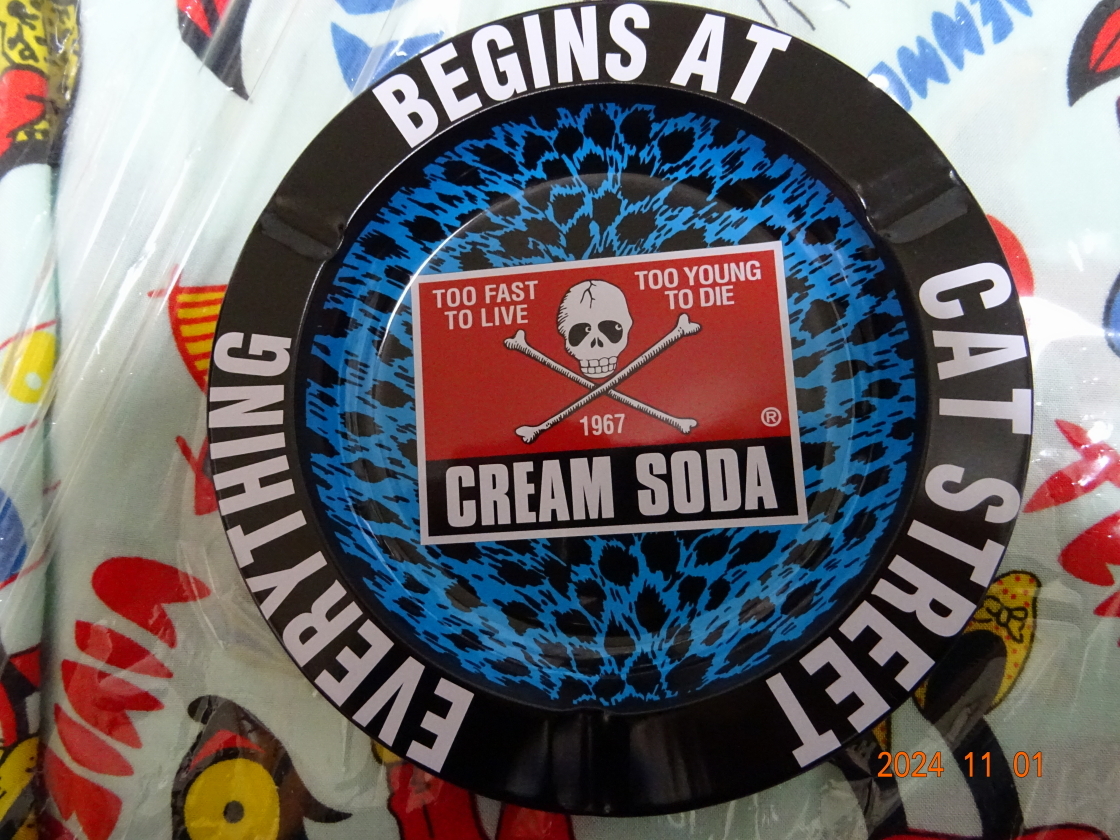 EVERYTHING
BEGINS AT
CAT STREET
TOO FAST
TO LIVE
TOO YOUNG
TO DIE
1967
®
CREAM SODA
2024 11 01